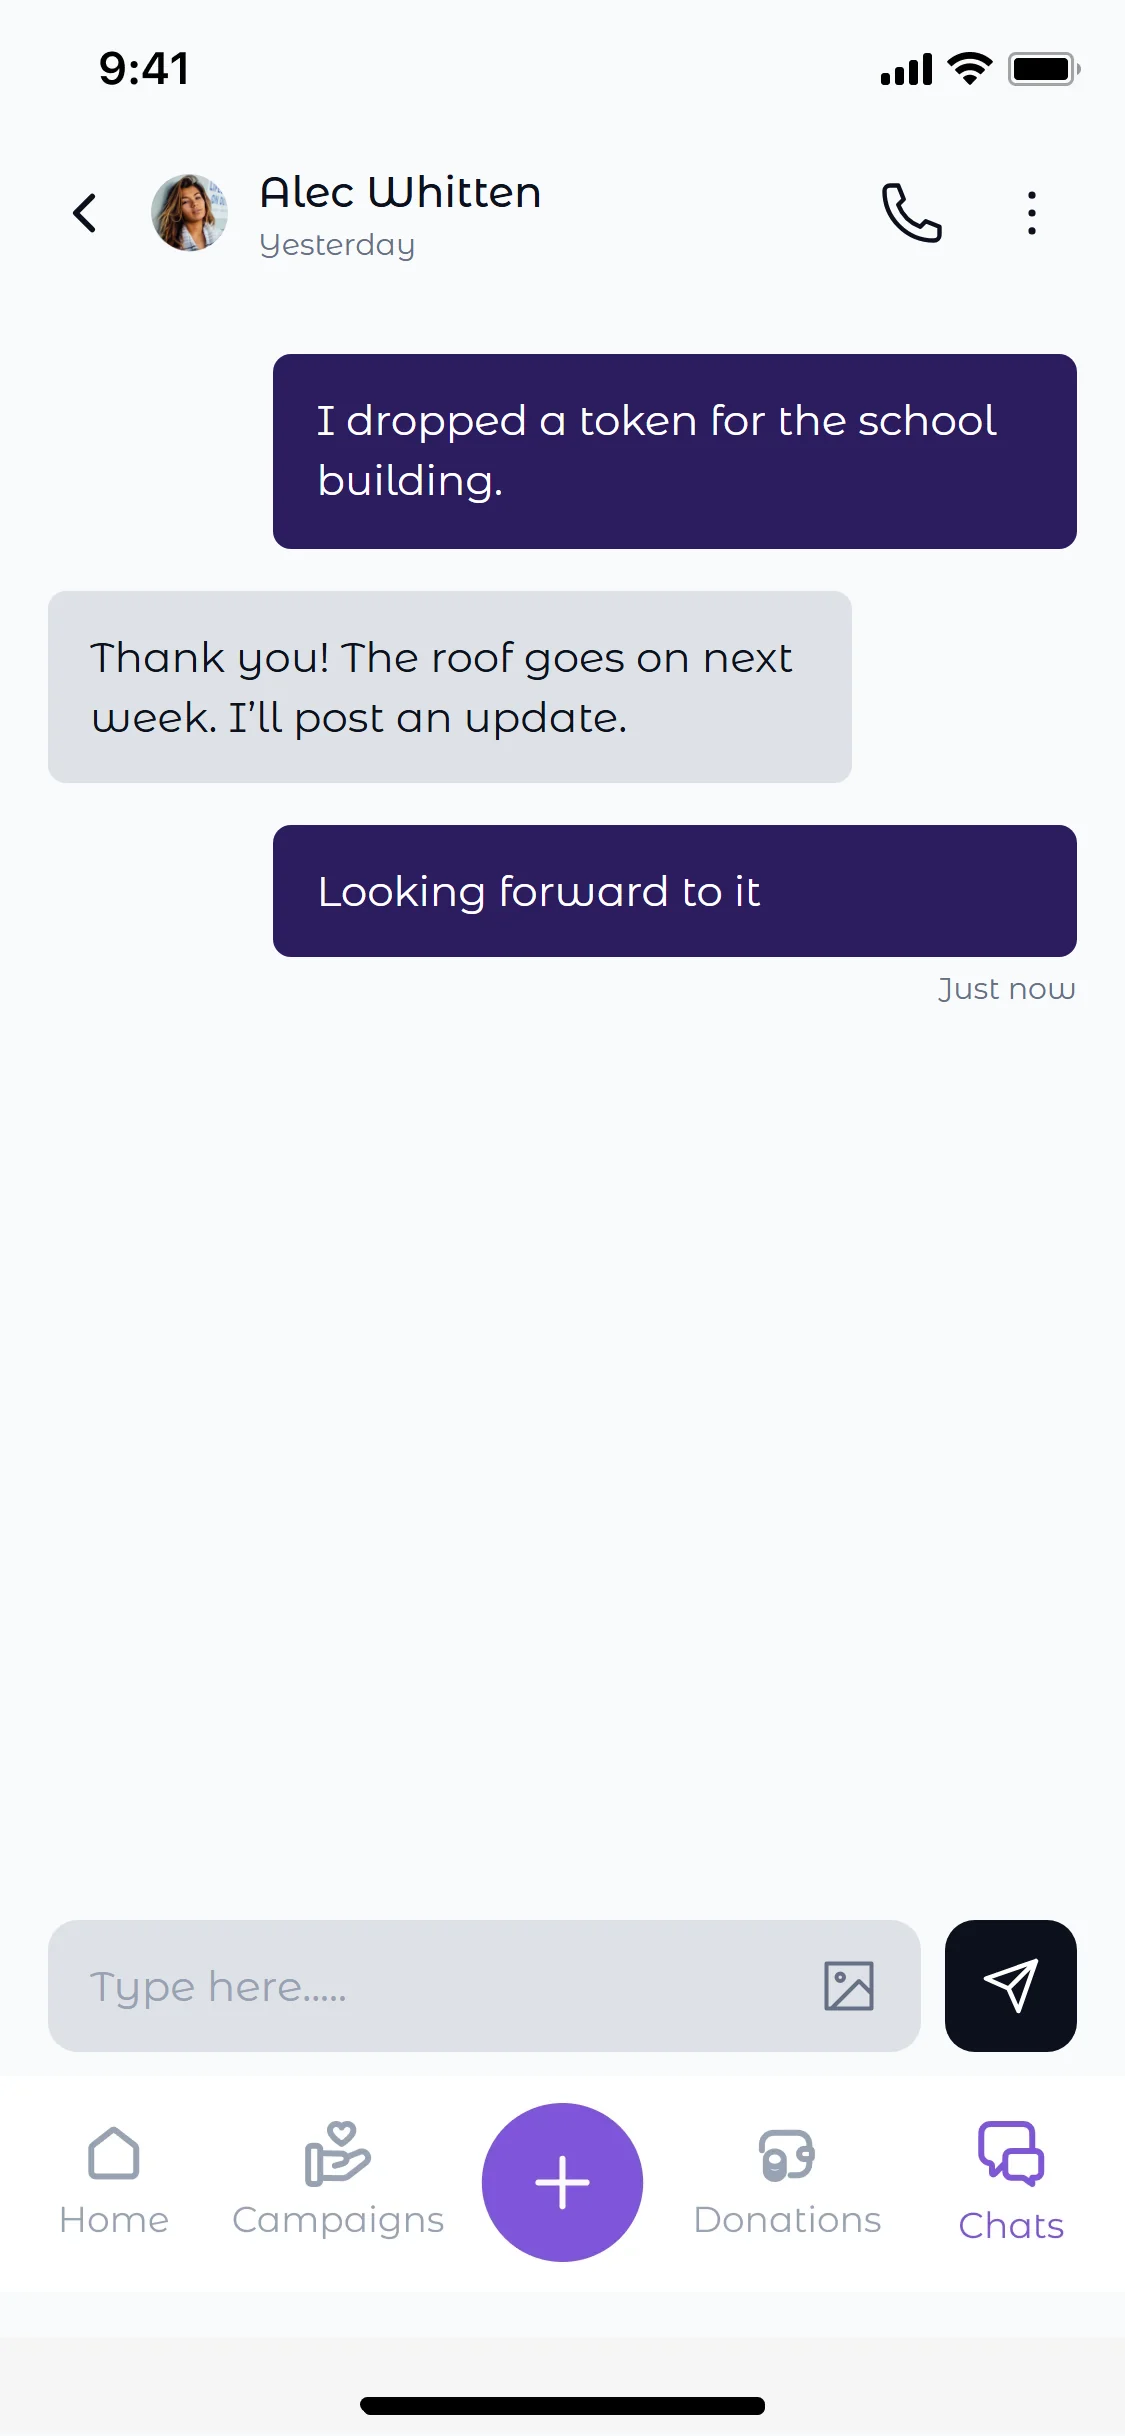 9:41
Alec Whitten
Yesterday
I dropped a token for the school
building.
Thank you! The roof goes on next
week. I’ll post an update.
Looking forward to it
Just now
Type here.....
Home
Campaigns
Donations
Chats